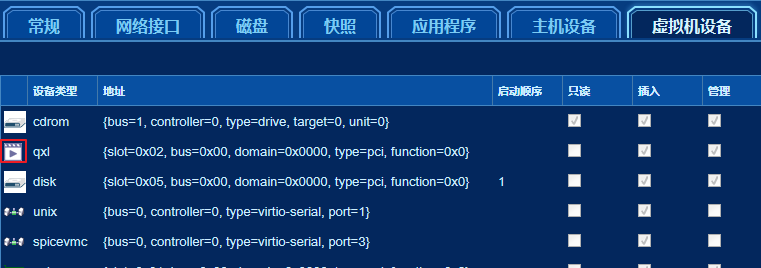 常规 网络接口 磁盘 快照 应用程序 主机设备 虚拟机设备
设备类型 地址 启动顺序 只读 插入 管理
cdrom {bus=1, controller=0, type=drive, target=0, unit=0}
qxl {slot=0x02, bus=0x00, domain=0x0000, type=pci, function=0x0}
disk {slot=0x05, bus=0x00, domain=0x0000, type=pci, function=0x0} 1
unix {bus=0, controller=0, type=virtio-serial, port=1}
spicevmc {bus=0, controller=0, type=virtio-serial, port=3}